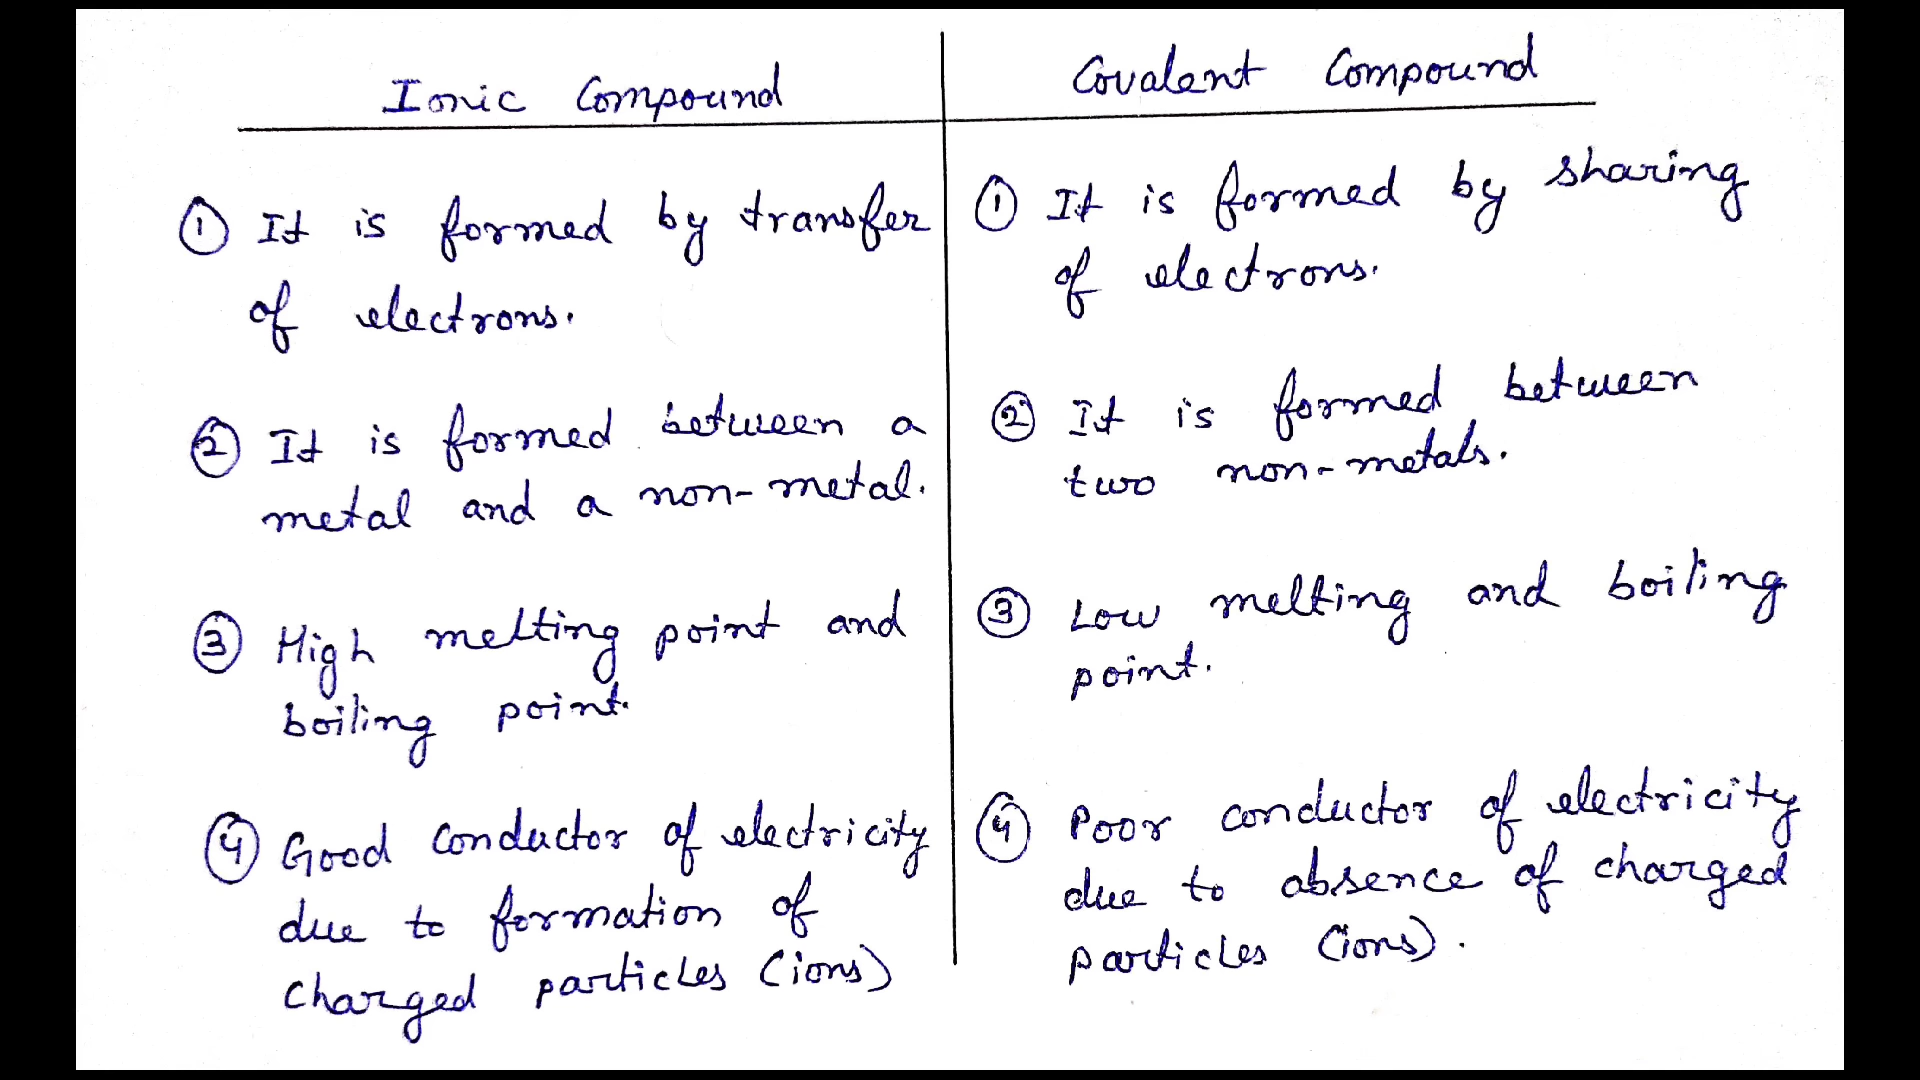 Ionic Compound
① It is formed by transfer
of electrons.
② It is formed between a
metal and a non-metal.
③ High melting point and
boiling point.
④ Good conductor of electricity
due to formation of
charged particles (ions)
Covalent Compound
① It is formed by sharing
of electrons.
② It is formed between
two non-metals.
③ Low melting and boiling
point.
④ Poor conductor of electricity
due to absence of charged
particles (ions).